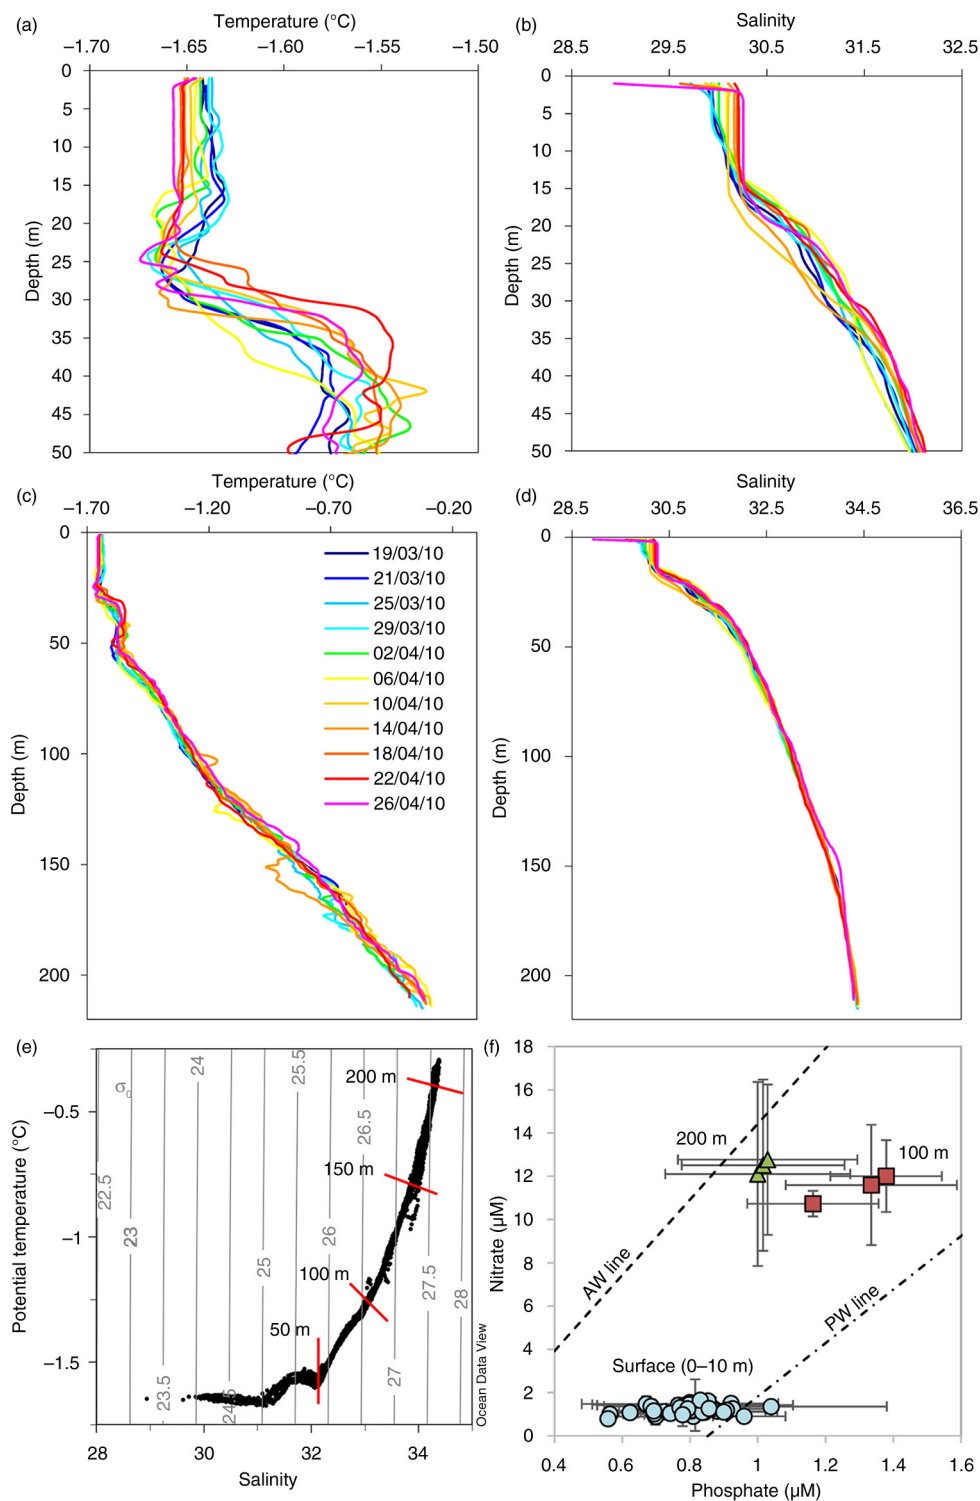 (a) Temperature (°C)
−1.70 −1.65 −1.60 −1.55 −1.50
0
5
10
15
20
25
30
35
40
45
50
Depth (m)
(b) Salinity
28.5 29.5 30.5 31.5 32.5
0
5
10
15
20
25
30
35
40
45
50
Depth (m)
(c) Temperature (°C)
−1.70 −1.20 −0.70 −0.20
0
50
100
150
200
Depth (m)
19/03/10
21/03/10
25/03/10
29/03/10
02/04/10
06/04/10
10/04/10
14/04/10
18/04/10
22/04/10
26/04/10
(d) Salinity
28.5 30.5 32.5 34.5 36.5
0
50
100
150
200
Depth (m)
(e)
Potential temperature (°C)
−0.5
−1
−1.5
28 30 32 34
Salinity
σ0
22.5
23
23.5
24
25
25.5
26
26.5
27
27.5
28
200 m
150 m
100 m
50 m
Ocean Data View
(f)
Nitrate (µM)
18
16
14
12
10
8
6
4
2
0
0.4 0.6 0.8 1 1.2 1.4 1.6
Phosphate (µM)
200 m
100 m
AW line
PW line
Surface (0–10 m)